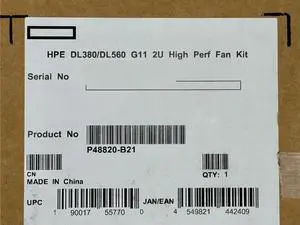 HPE DL380/DL560 G11 2U High Perf Fan Kit
Serial No
Product No
P48820-B21
CN
MADE IN China
QTY: 1
UPC
JAN/EAN
1 90017 55770 0
4 549821 442409